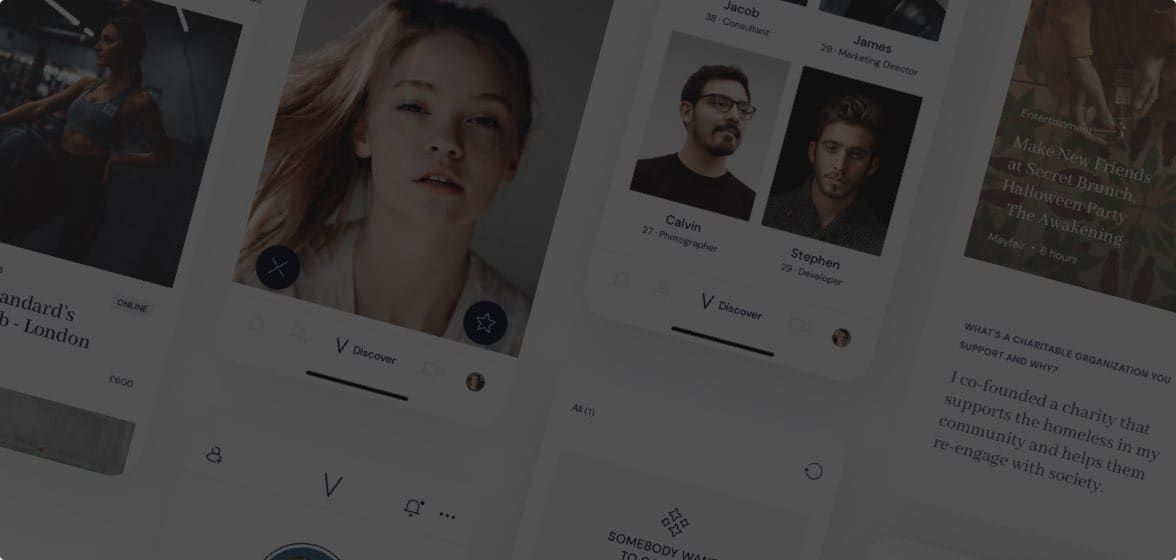 andard's
b - London
ONLINE
£600
Discover
Jacob
38 · Consultant
James
29 · Marketing Director
Calvin
27 · Photographer
Stephen
29 · Developer
Discover
All (1)
SOMEBODY WAN
Entertainment
Make New Friends
at Secret Brunch,
Halloween Party
- The Awakening
Mayfair · 6 hours
WHAT'S A CHARITABLE ORGANIZATION YOU
SUPPORT AND WHY?
I co-founded a charity that
supports the homeless in my
community and helps them
re-engage with society.